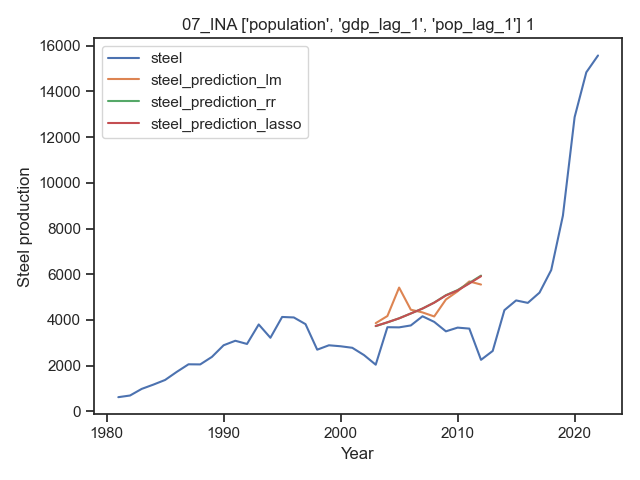 07_INA ['population', 'gdp_lag_1', 'pop_lag_1'] 1
steel
steel_prediction_lm
steel_prediction_rr
steel_prediction_lasso
16000
14000
12000
10000
8000
6000
4000
2000
0
Steel production
1980
1990
2000
2010
2020
Year